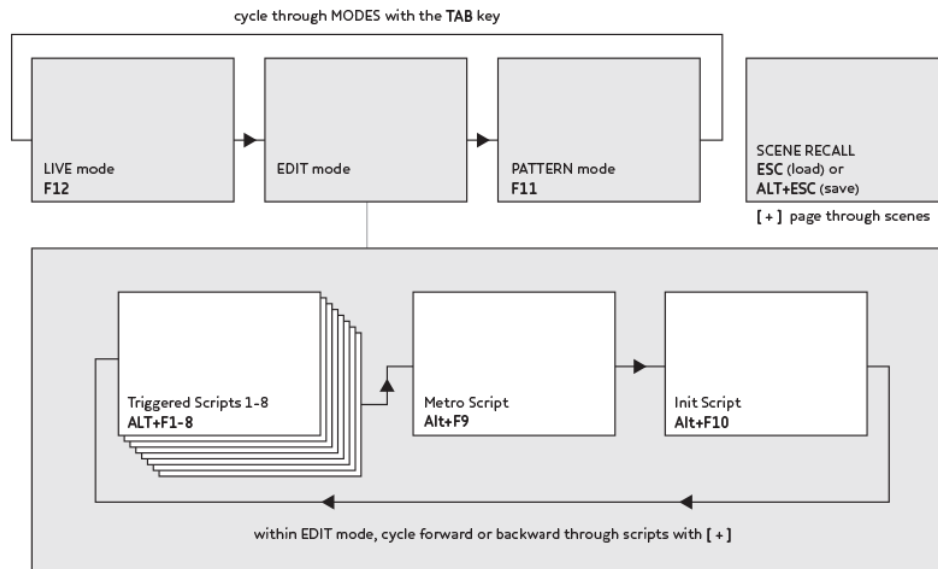 cycle through MODES with the TAB key
LIVE mode
F12
EDIT mode
PATTERN mode
F11
SCENE RECALL
ESC (load) or
ALT+ESC (save)
[ + ] page through scenes
Triggered Scripts 1-8
ALT+F1-8
Metro Script
Alt+F9
Init Script
Alt+F10
within EDIT mode, cycle forward or backward through scripts with [ + ]